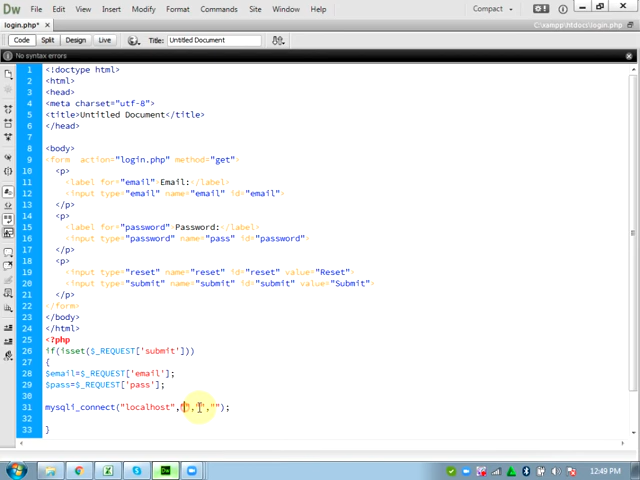 Dw File Edit View Insert Modify Format Commands Site Window Help Compact
login.php* × C:\xampp\htdocs\login.php
Code Split Design Live Title: Untitled Document
No syntax errors
1 <!doctype html>
2 <html>
3 <head>
4 <meta charset="utf-8">
5 <title>Untitled Document</title>
6 </head>
7
8 <body>
9 <form  action="login.php" method="get">
10 <p>
11 <label for="email">Email:</label>
12 <input type="email" name="email" id="email">
13 </p>
14 <p>
15 <label for="password">Password:</label>
16 <input type="password" name="pass" id="password">
17 </p>
18 <p>
19 <input type="reset" name="reset" id="reset" value="Reset">
20 <input type="submit" name="submit" id="submit" value="Submit">
21 </p>
22 </form>
23 </body>
24 </html>
25 <?php
26 if(isset($_REQUEST['submit']))
27 {
28 $email=$_REQUEST['email'];
29 $pass=$_REQUEST['pass'];
30
31 mysqli_connect("localhost","","","");
32
33 }
12:49 PM